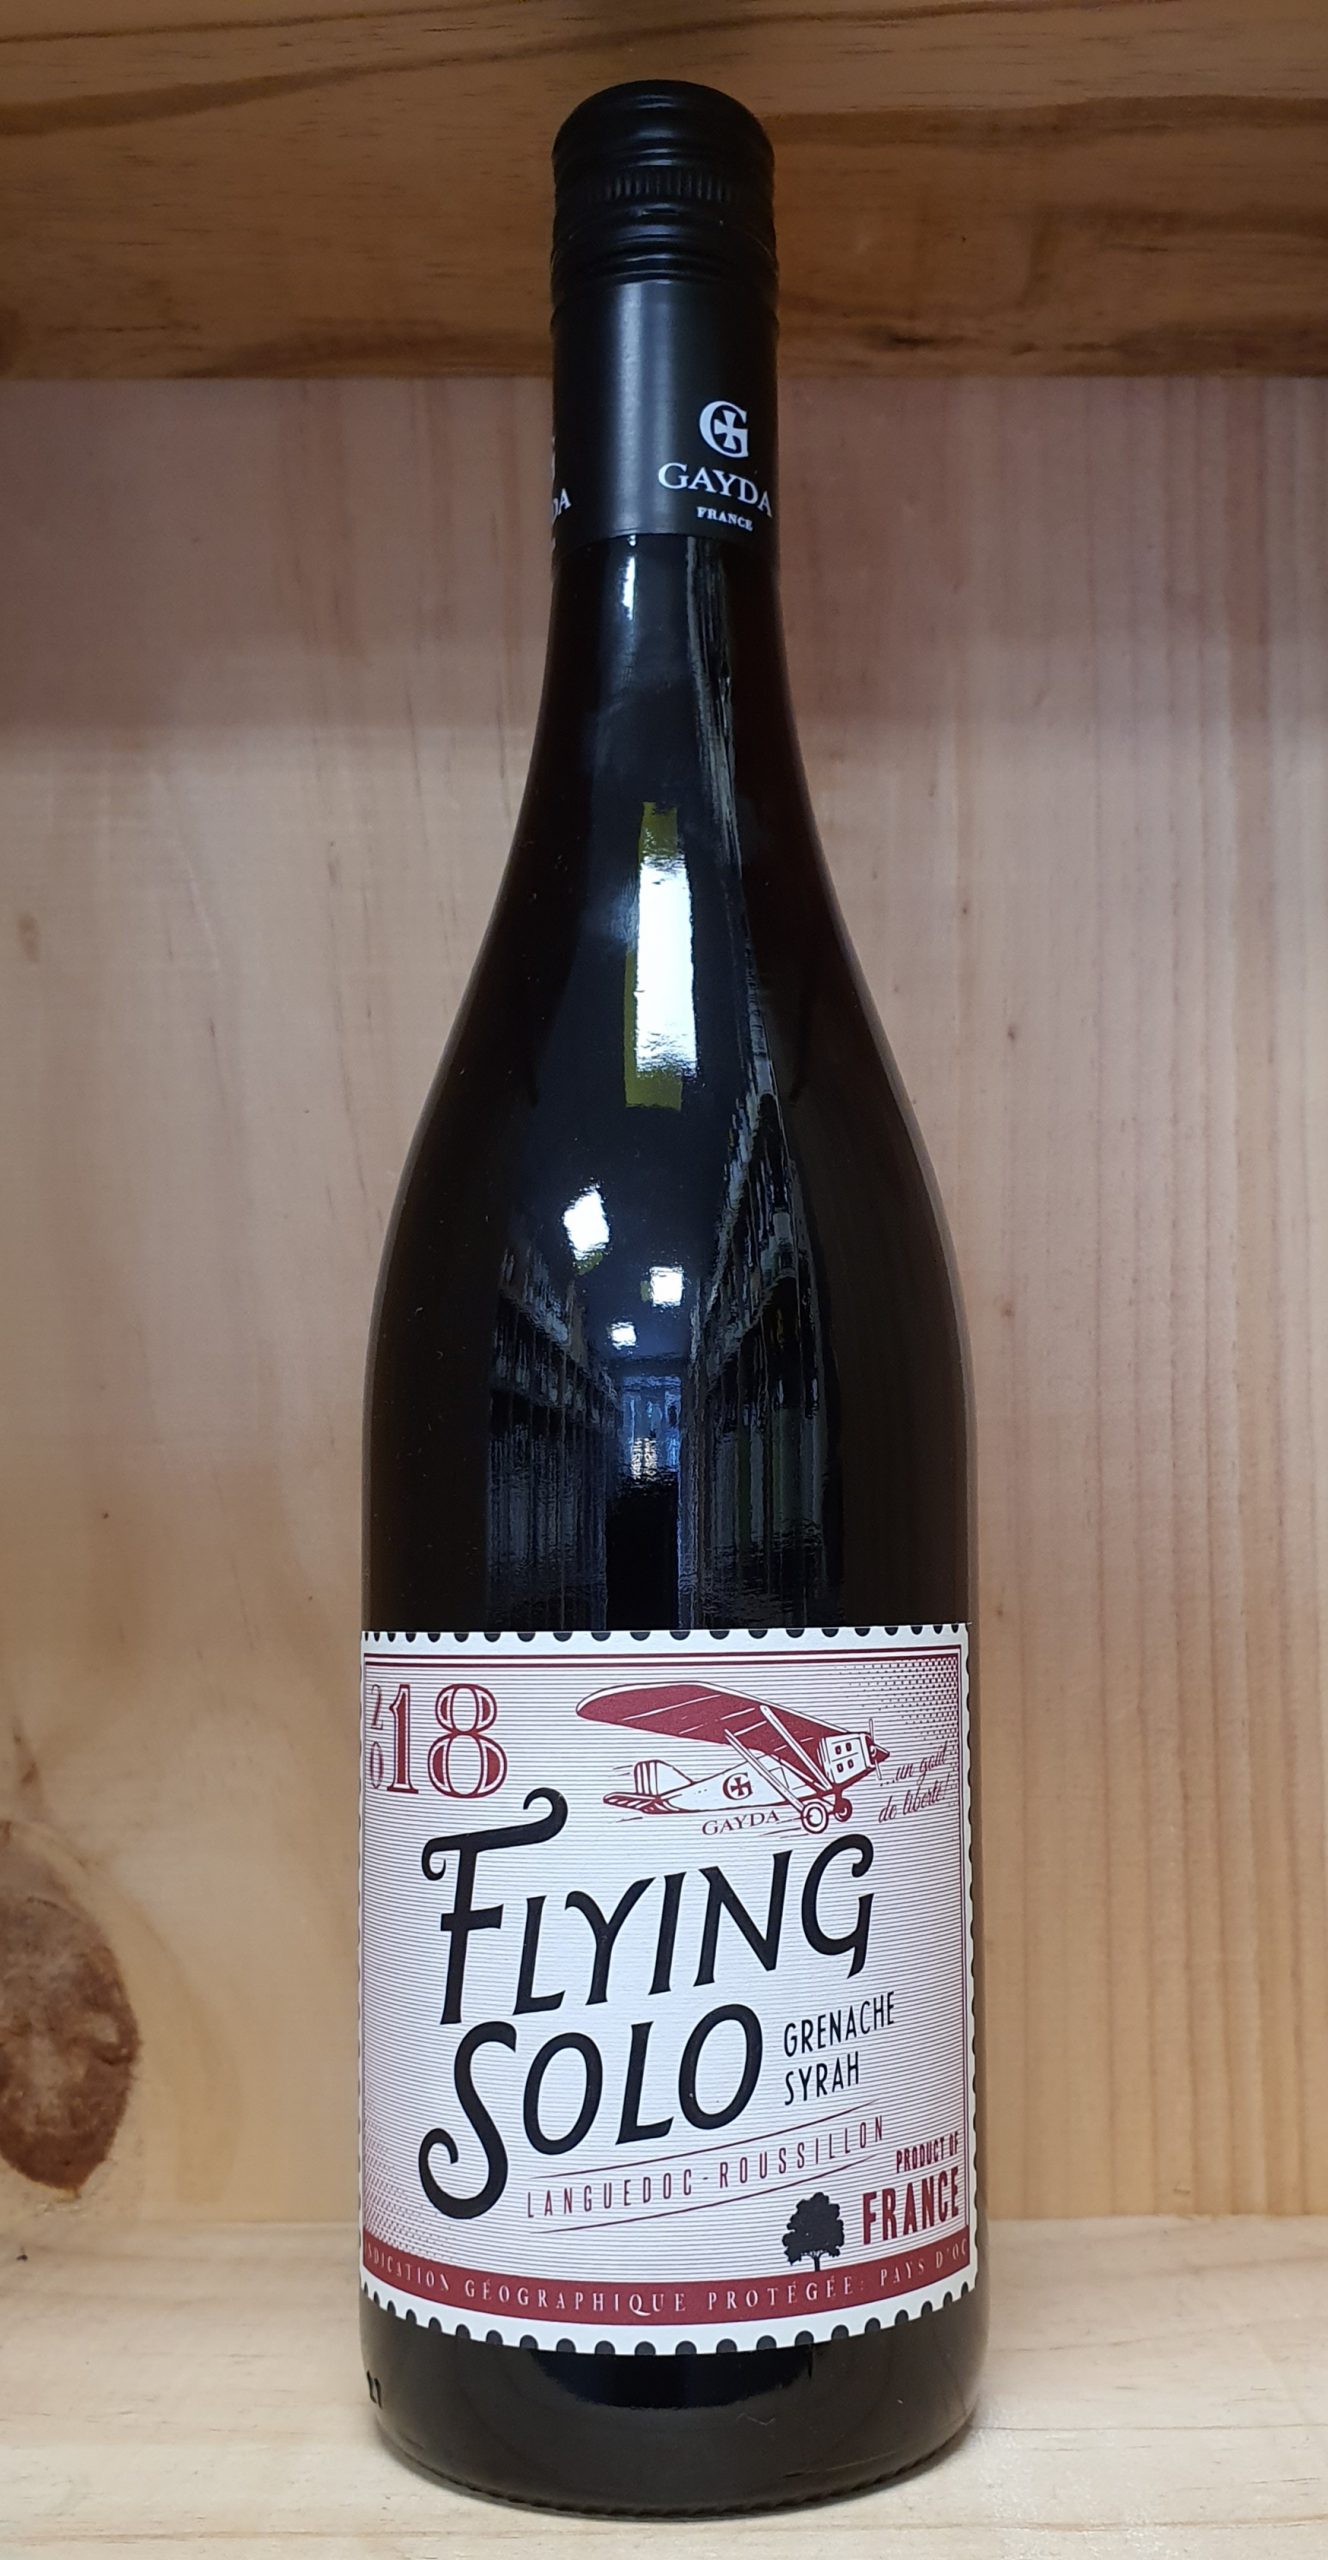 G
GAYDA
FRANCE
DA
2018
G
GAYDA
...un goût
de liberté!...
FLYING
SOLO
GRENACHE
SYRAH
LANGUEDOC-ROUSSILLON
PRODUCT OF
FRANCE
INDICATION GÉOGRAPHIQUE PROTÉGÉE: PAYS D'OC